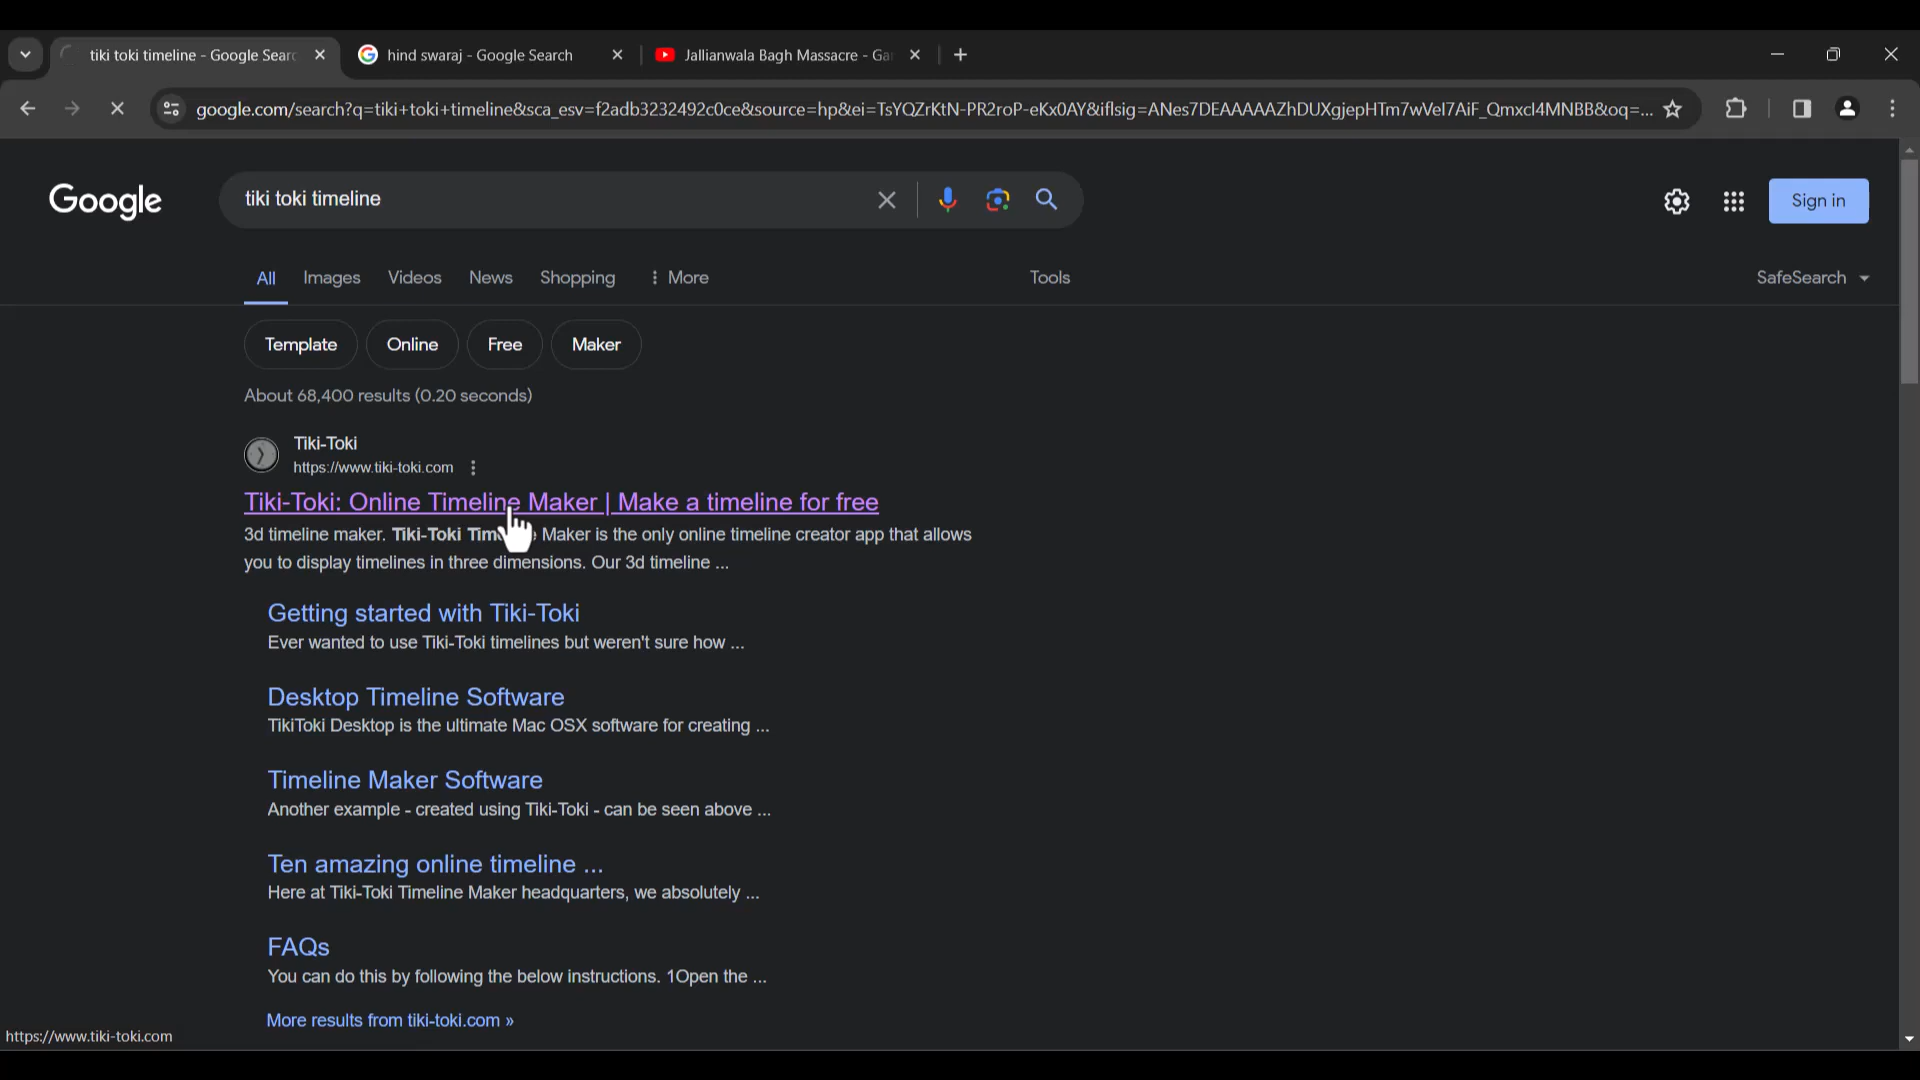 tiki toki timeline - Google Sear
hind swaraj - Google Search
Jallianwala Bagh Massacre - Ga
google.com/search?q=tiki+toki+timeline&sca_esv=f2adb3232492c0ce&source=hp&ei=TsYQZrKtN-PR2roP-eKx0AY&iflsig=ANes7DEAAAAAZhDUXgjepHTm7wVel7AiF_Qmxcl4MNBB&oq=...
Google
tiki toki timeline
Sign in
All
Images
Videos
News
Shopping
More
Tools
SafeSearch
Template
Online
Free
Maker
About 68,400 results (0.20 seconds)
Tiki-Toki
https://www.tiki-toki.com
Tiki-Toki: Online Timeline Maker | Make a timeline for free
3d timeline maker. Tiki-Toki Maker is the only online timeline creator app that allows
you to display timelines in three dimensions. Our 3d timeline ...
Getting started with Tiki-Toki
Ever wanted to use Tiki-Toki timelines but weren't sure how ...
Desktop Timeline Software
TikiToki Desktop is the ultimate Mac OSX software for creating ...
Timeline Maker Software
Another example - created using Tiki-Toki - can be seen above ...
Ten amazing online timeline ...
Here at Tiki-Toki Timeline Maker headquarters, we absolutely ...
FAQs
You can do this by following the below instructions. 1Open the ...
More results from tiki-toki.com »
https://www.tiki-toki.com